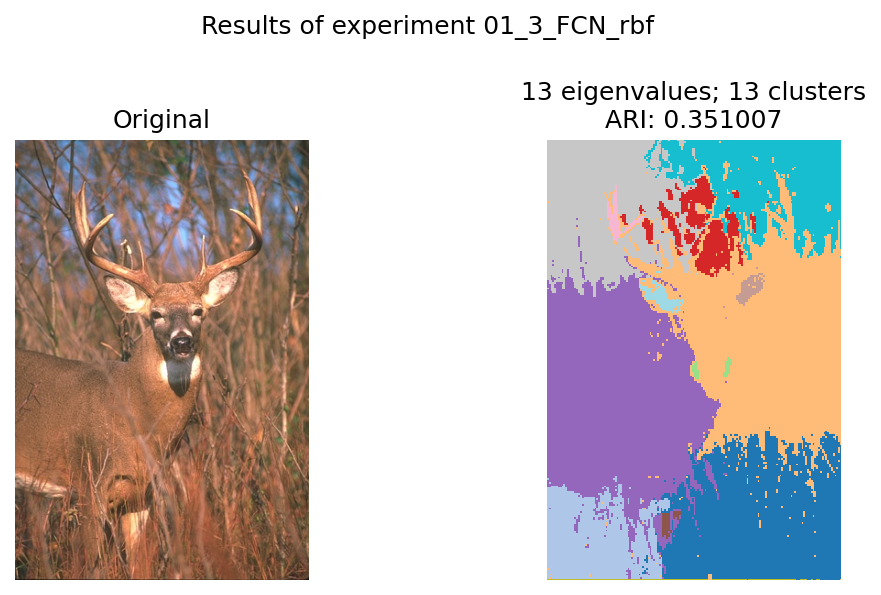 Results of experiment 01_3_FCN_rbf
Original
13 eigenvalues; 13 clusters
ARI: 0.351007